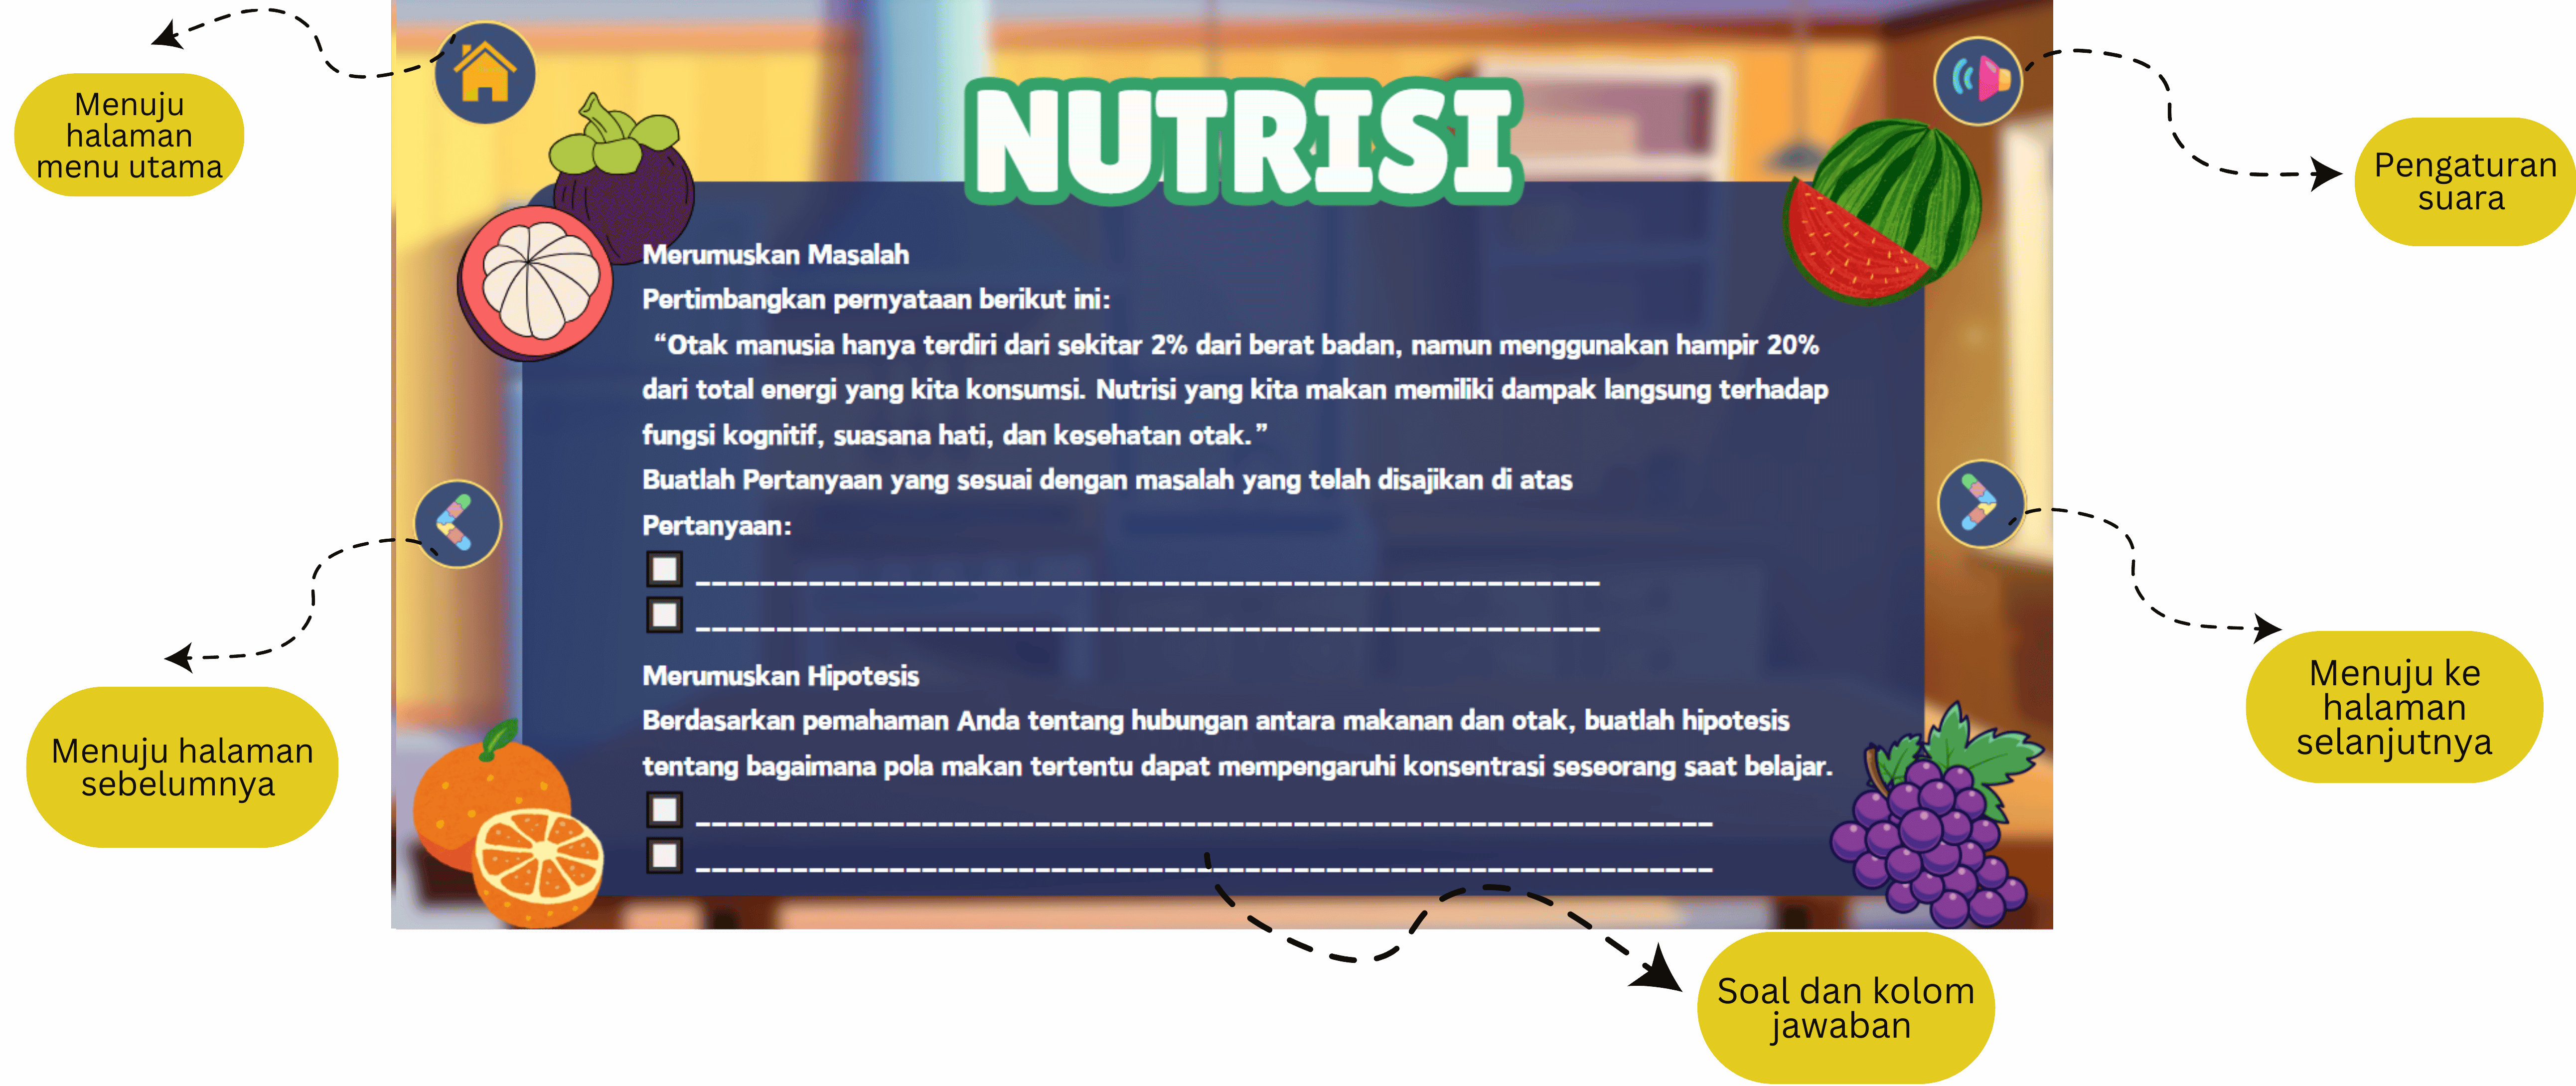 Menuju
halaman
menu utama
NUTRISI
Pengaturan
suara
Merumuskan Masalah
Pertimbangkan pernyataan berikut ini:
“Otak manusia hanya terdiri dari sekitar 2% dari berat badan, namun menggunakan hampir 20%
dari total energi yang kita konsumsi. Nutrisi yang kita makan memiliki dampak langsung terhadap
fungsi kognitif, suasana hati, dan kesehatan otak.”
Buatlah Pertanyaan yang sesuai dengan masalah yang telah disajikan di atas
Pertanyaan:
Merumuskan Hipotesis
Berdasarkan pemahaman Anda tentang hubungan antara makanan dan otak, buatlah hipotesis
tentang bagaimana pola makan tertentu dapat mempengaruhi konsentrasi seseorang saat belajar.
Menuju halaman
sebelumnya
Menuju ke
halaman
selanjutnya
Soal dan kolom
jawaban